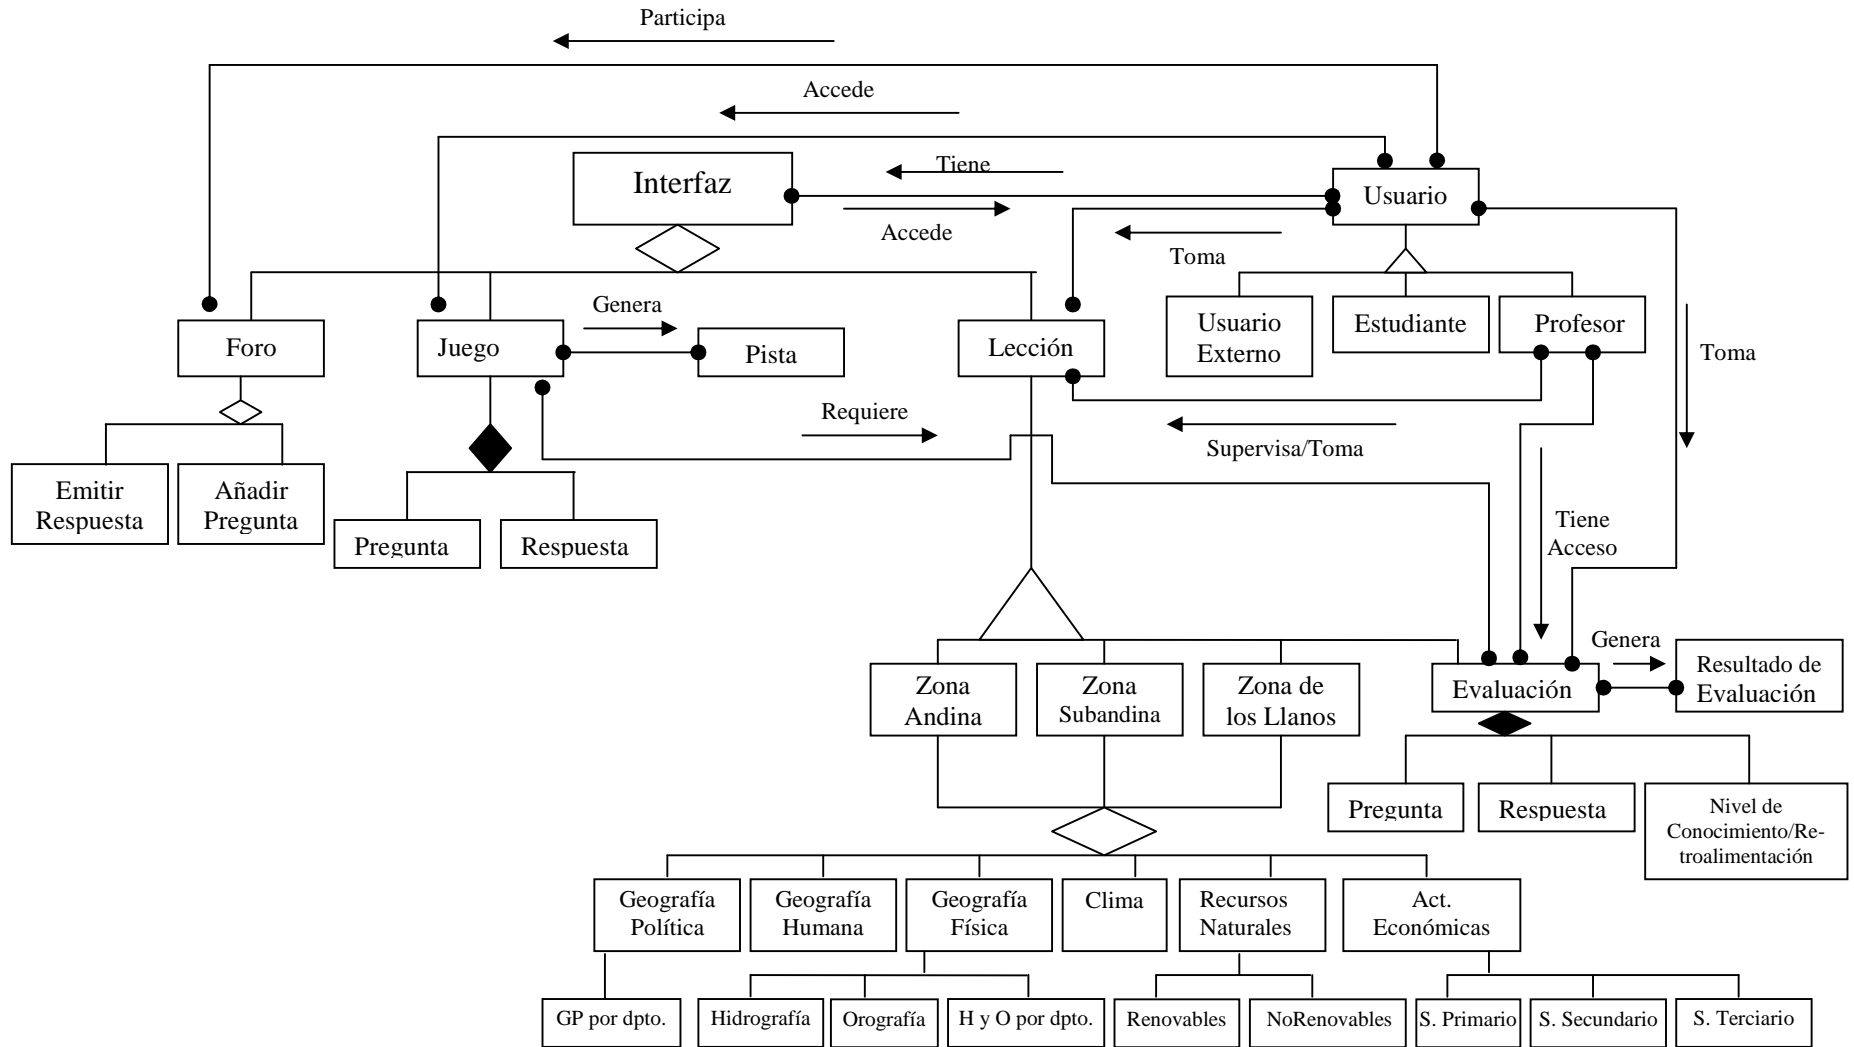 Participa
Accede
Interfaz
Tiene
Usuario
Accede
Toma
Genera
Foro
Juego
Pista
Lección
Usuario
Externo
Estudiante
Profesor
Toma
Requiere
Supervisa/Toma
Emitir
Respuesta
Añadir
Pregunta
Pregunta
Respuesta
Tiene
Acceso
Genera
Zona
Andina
Zona
Subandina
Zona de
los Llanos
Evaluación
Resultado de
Evaluación
Pregunta
Respuesta
Nivel de
Conocimiento/Re-
troalimentación
Geografía
Política
Geografía
Humana
Geografía
Física
Clima
Recursos
Naturales
Act.
Económicas
GP por dpto.
Hidrografía
Orografía
H y O por dpto.
Renovables
NoRenovables
S. Primario
S. Secundario
S. Terciario